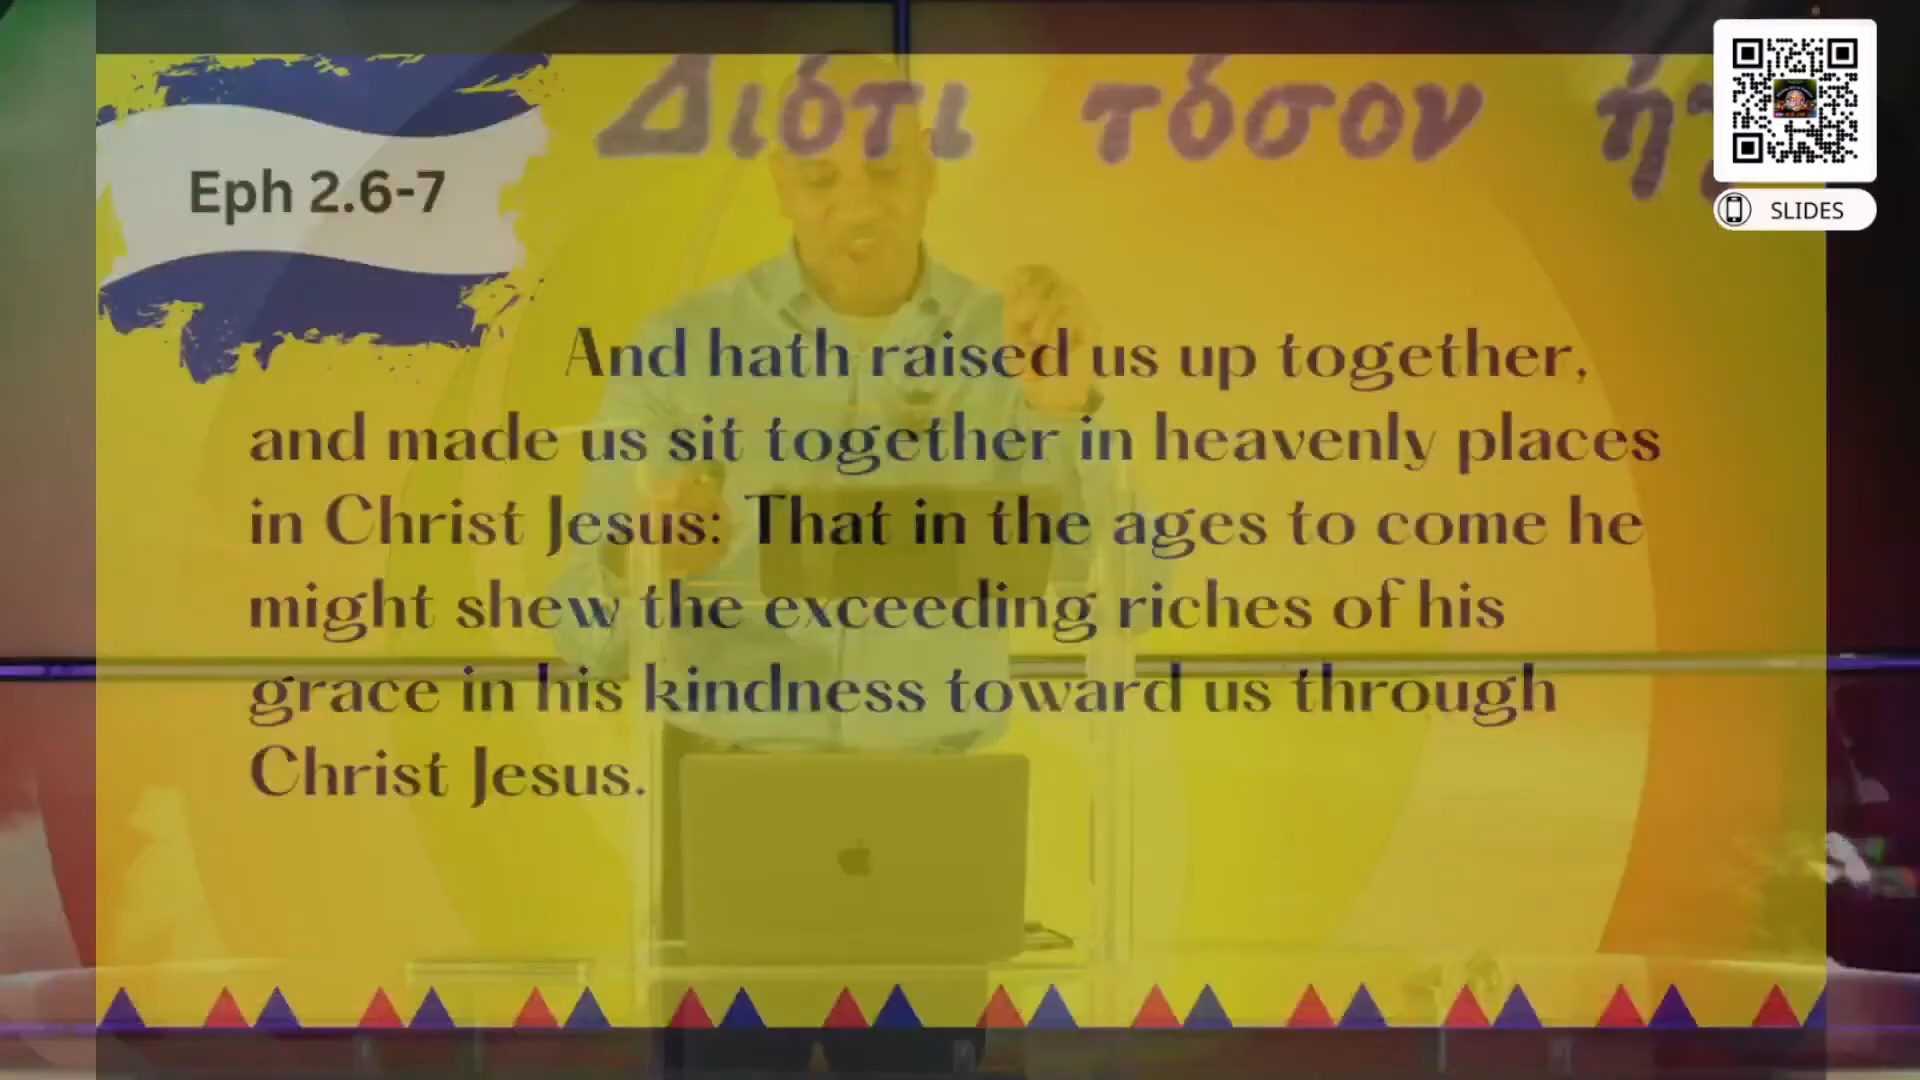 Διότι τόσον
Eph 2.6-7
SLIDES
And hath raised us up together,
and made us sit together in heavenly places
in Christ Jesus: That in the ages to come he
might shew the exceeding riches of his
grace in his kindness toward us through
Christ Jesus.